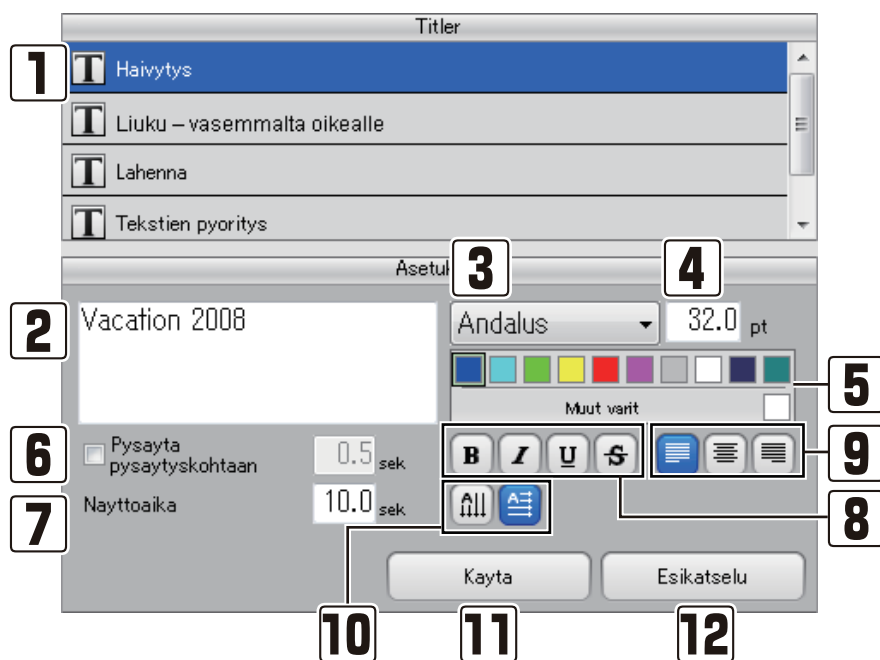 Titler
1
T Haivytys
T Liuku – vasemmalta oikealle
T Lahenna
T Tekstien pyoritys
Asetuk
3
4
2
Vacation 2008
Andalus
32.0 pt
5
Muut varit
6
Pysayta
pysaytyskohtaan
0.5 sek
B I U S
9
7
Nayttoaika
10.0 sek
A
A
8
Kayta
Esikatselu
10
11
12